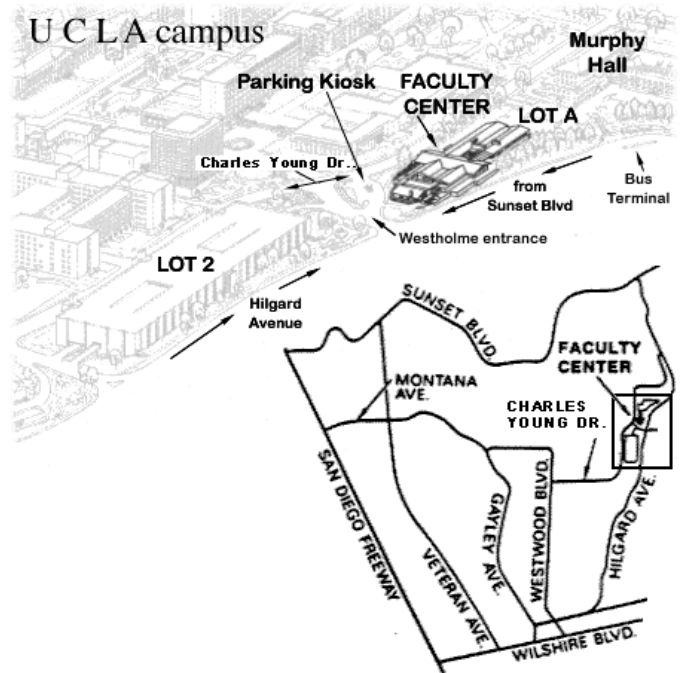 UCLA campus
Murphy
Hall
Parking Kiosk
FACULTY
CENTER
LOT A
Charles Young Dr..
from
Sunset Blvd
Bus
Terminal
Westholme entrance
LOT 2
Hilgard
Avenue
SUNSET BLVD.
FACULTY
CENTER
MONTANA
AVE.
CHARLES
YOUNG DR.
SAN DIEGO FREEWAY
VETERAN AVE.
GAYLEY AVE.
WESTWOOD BLVD.
HILGARD AVE.
WILSHIRE BLVD.